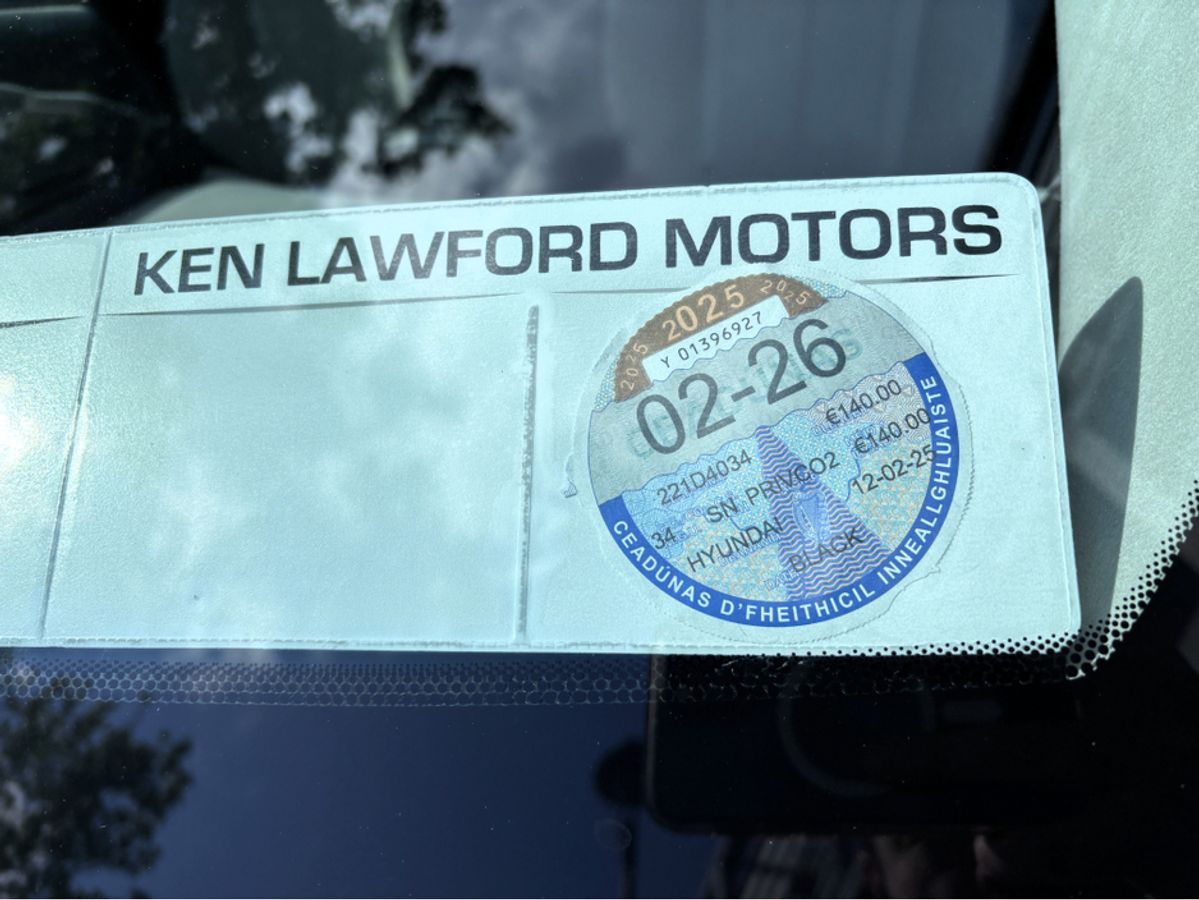 KEN LAWFORD MOTORS
2025 2025 2025
Y 01396927
02-26
€140.00
221D4034 €140.00
SN PRIVCO2 12-02-25
34
HYUNDAI BLACK
CEADÚNAS D'FHEITHICIL INNEALLGHLUAISTE